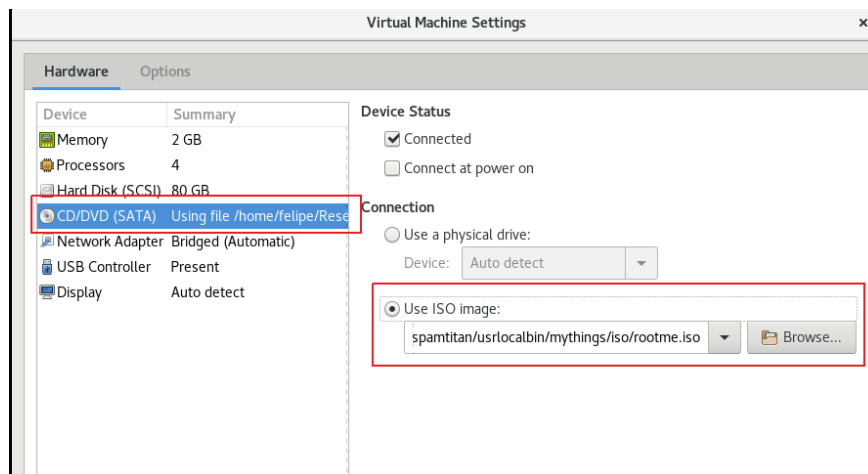 Virtual Machine Settings ×
Hardware Options
Device Summary
Memory 2 GB
Processors 4
Hard Disk (SCSI) 80 GB
CD/DVD (SATA) Using file /home/felipe/Rese
Network Adapter Bridged (Automatic)
USB Controller Present
Display Auto detect
Device Status
Connected
Connect at power on
Connection
Use a physical drive:
Device: Auto detect
Use ISO image:
spamtitan/usrlocalbin/mythings/iso/rootme.iso Browse...